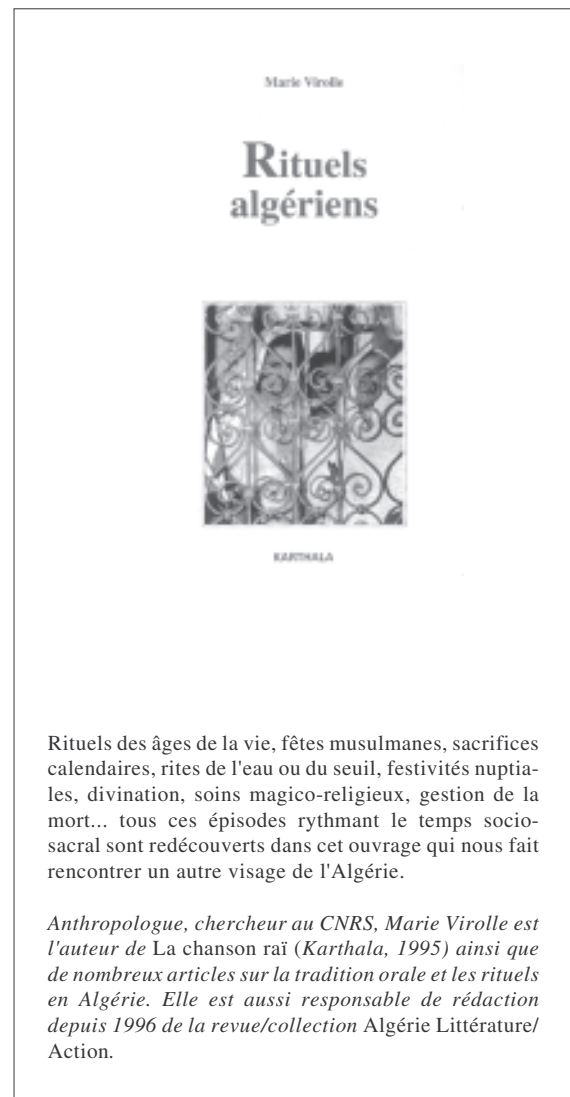 Marie Virolle
Rituels
algériens
KARTHALA
Rituels des âges de la vie, fêtes musulmanes, sacrifices
calendaires, rites de l'eau ou du seuil, festivités nuptia-
les, divination, soins magico-religieux, gestion de la
mort... tous ces épisodes rythmant le temps socio-
sacral sont redécouverts dans cet ouvrage qui nous fait
rencontrer un autre visage de l'Algérie.
Anthropologue, chercheur au CNRS, Marie Virolle est
l'auteur de La chanson raï (Karthala, 1995) ainsi que
de nombreux articles sur la tradition orale et les rituels
en Algérie. Elle est aussi responsable de rédaction
depuis 1996 de la revue/collection Algérie Littérature/
Action.